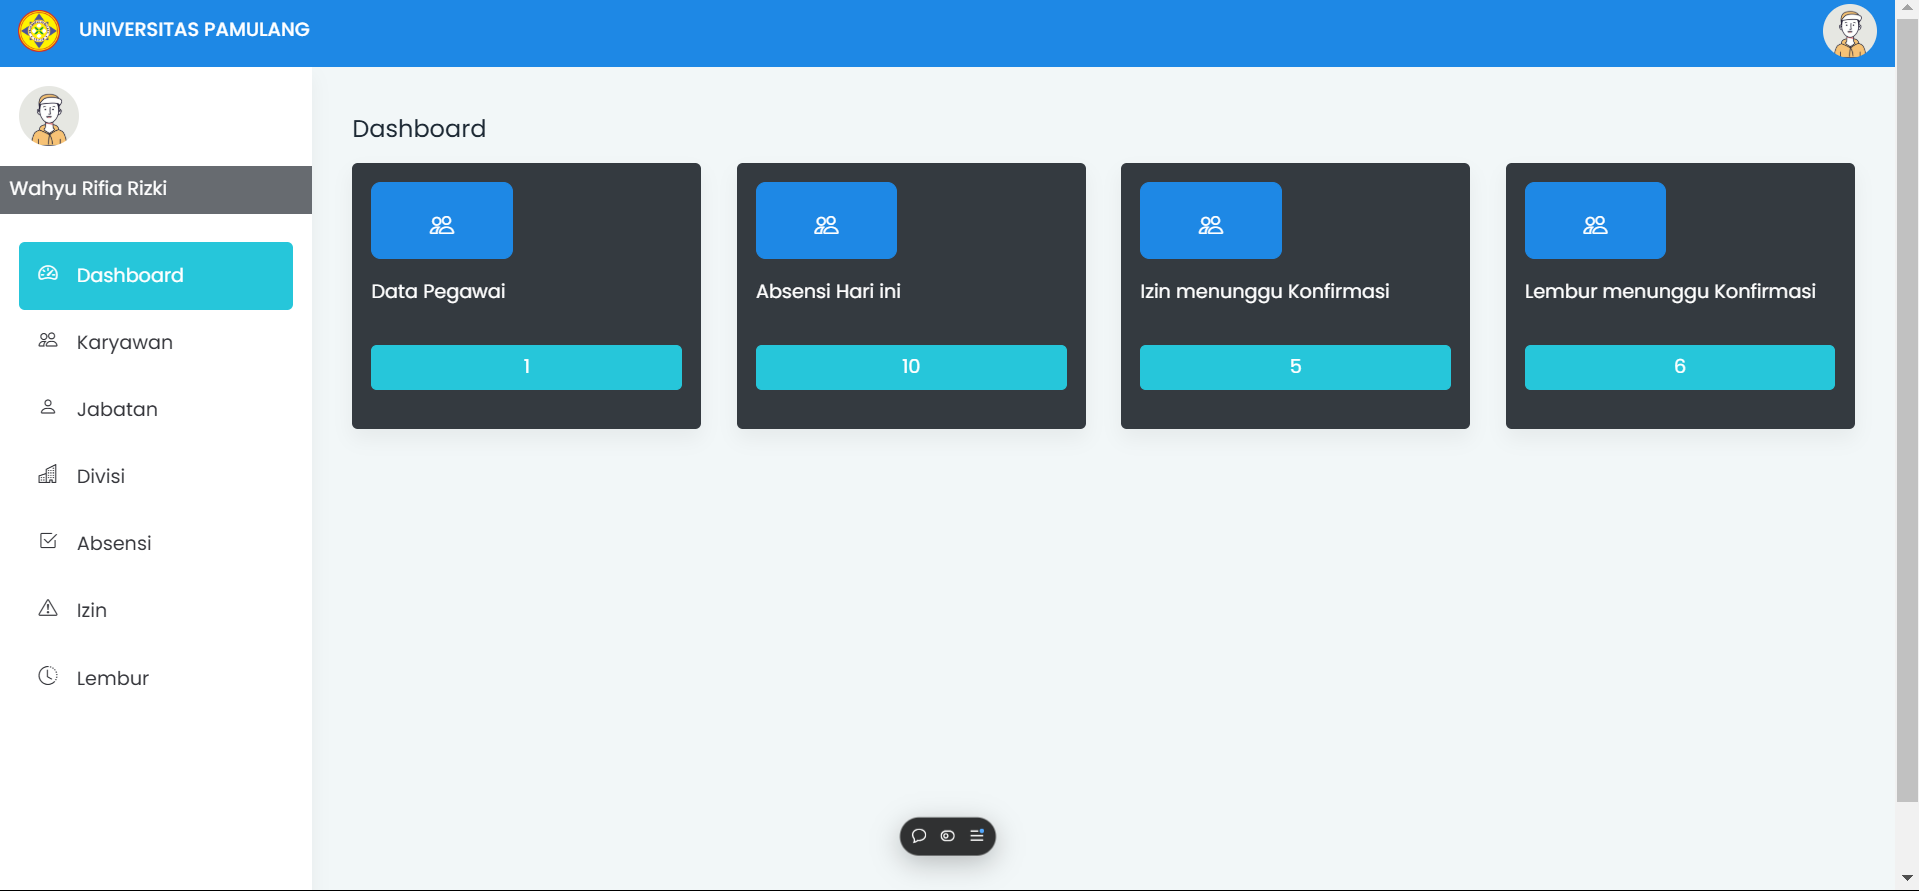 UNIVERSITAS PAMULANG
Wahyu Rifia Rizki
Dashboard
Karyawan
Jabatan
Divisi
Absensi
Izin
Lembur
Dashboard
Data Pegawai
1
Absensi Hari ini
10
Izin menunggu Konfirmasi
5
Lembur menunggu Konfirmasi
6